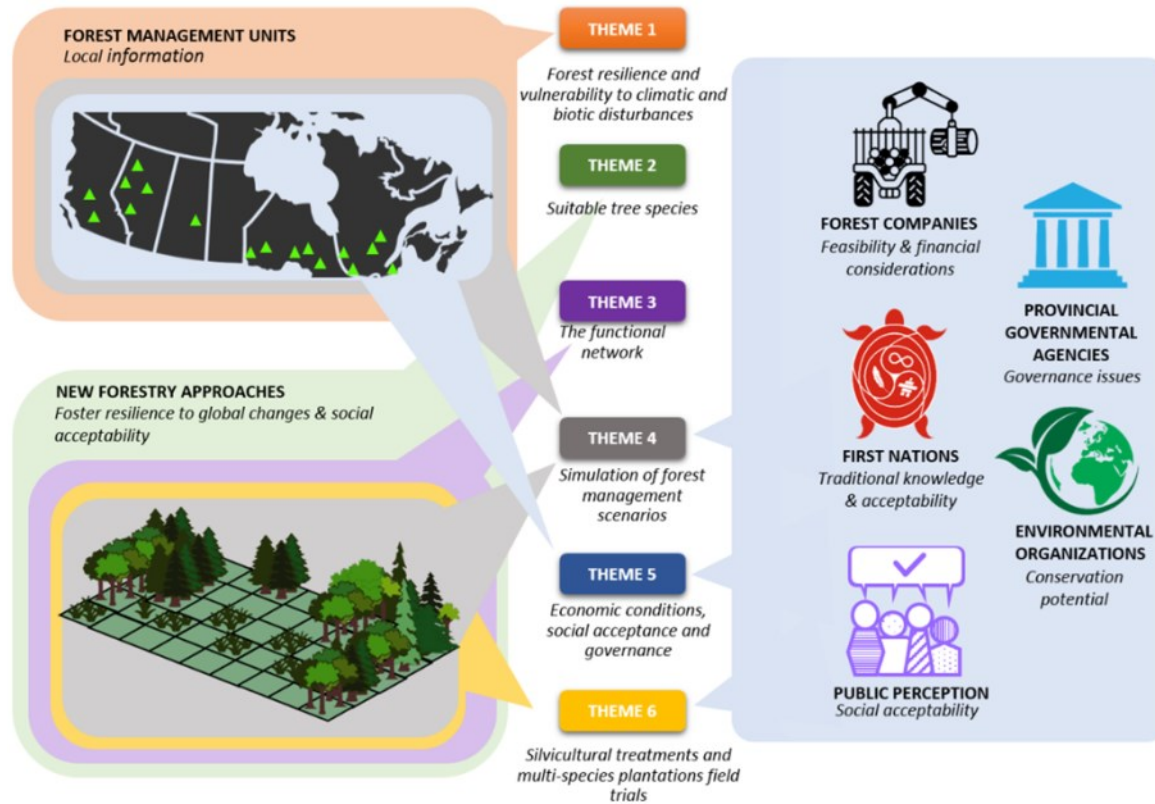 FOREST MANAGEMENT UNITS
Local information
THEME 1
Forest resilience and
vulnerability to climatic and
biotic disturbances
THEME 2
Suitable tree species
THEME 3
The functional
network
NEW FORESTRY APPROACHES
Foster resilience to global changes & social
acceptability
THEME 4
Simulation of forest
management
scenarios
THEME 5
Economic conditions,
social acceptance and
governance
THEME 6
Silvicultural treatments and
multi-species plantations field
trials
FOREST COMPANIES
Feasibility & financial
considerations
PROVINCIAL
GOVERNMENTAL
AGENCIES
Governance issues
FIRST NATIONS
Traditional knowledge
& acceptability
ENVIRONMENTAL
ORGANIZATIONS
Conservation
potential
PUBLIC PERCEPTION
Social acceptability